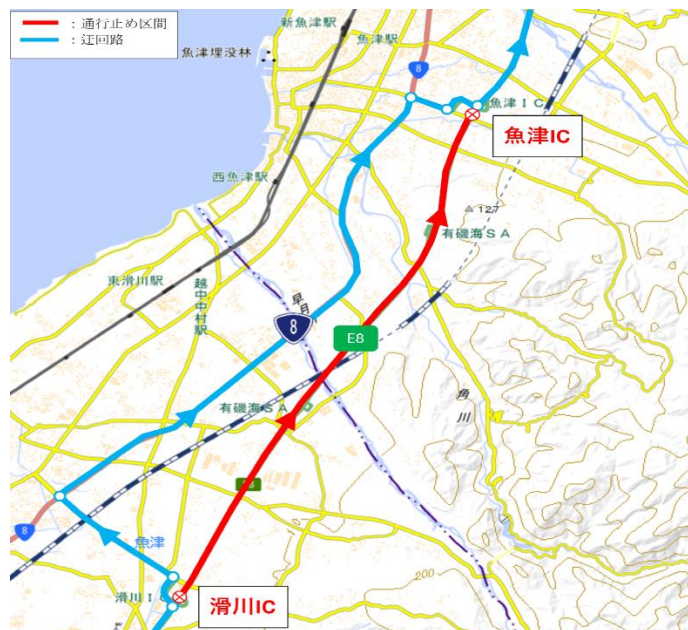 ：通行止め区間
：迂回路
新魚津駅
魚津駅
魚津埋没林
8
魚津ＩＣ
魚津IC
西魚津駅
127
有磯海ＳＡ
東滑川駅
越中中村駅
早月
8
E8
有磯海ＳＡ
角川
8
魚津
200
滑川Ｉ
滑川IC